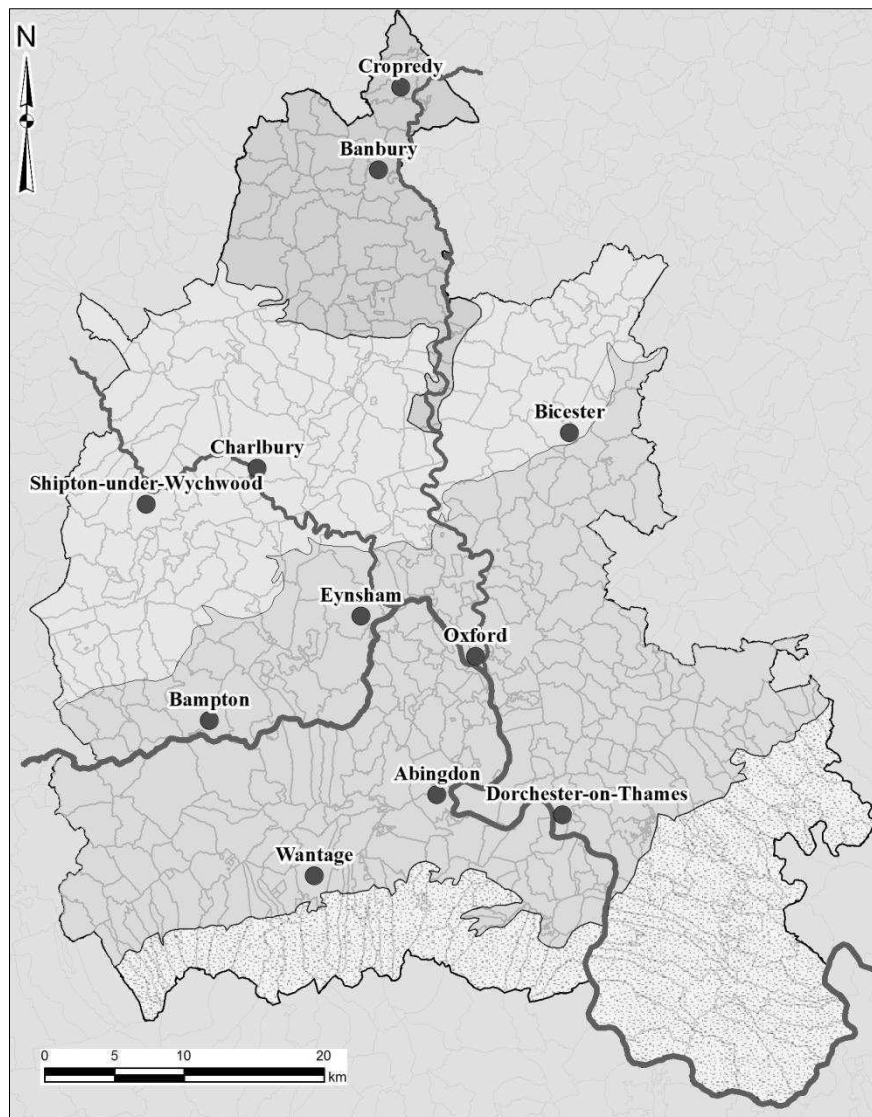 N
Cropredy
Banbury
Bicester
Charlbury
Shipton-under-Wychwood
Eynsham
Oxford
Bampton
Abingdon
Dorchester-on-Thames
Wantage
0 5 10 20
km